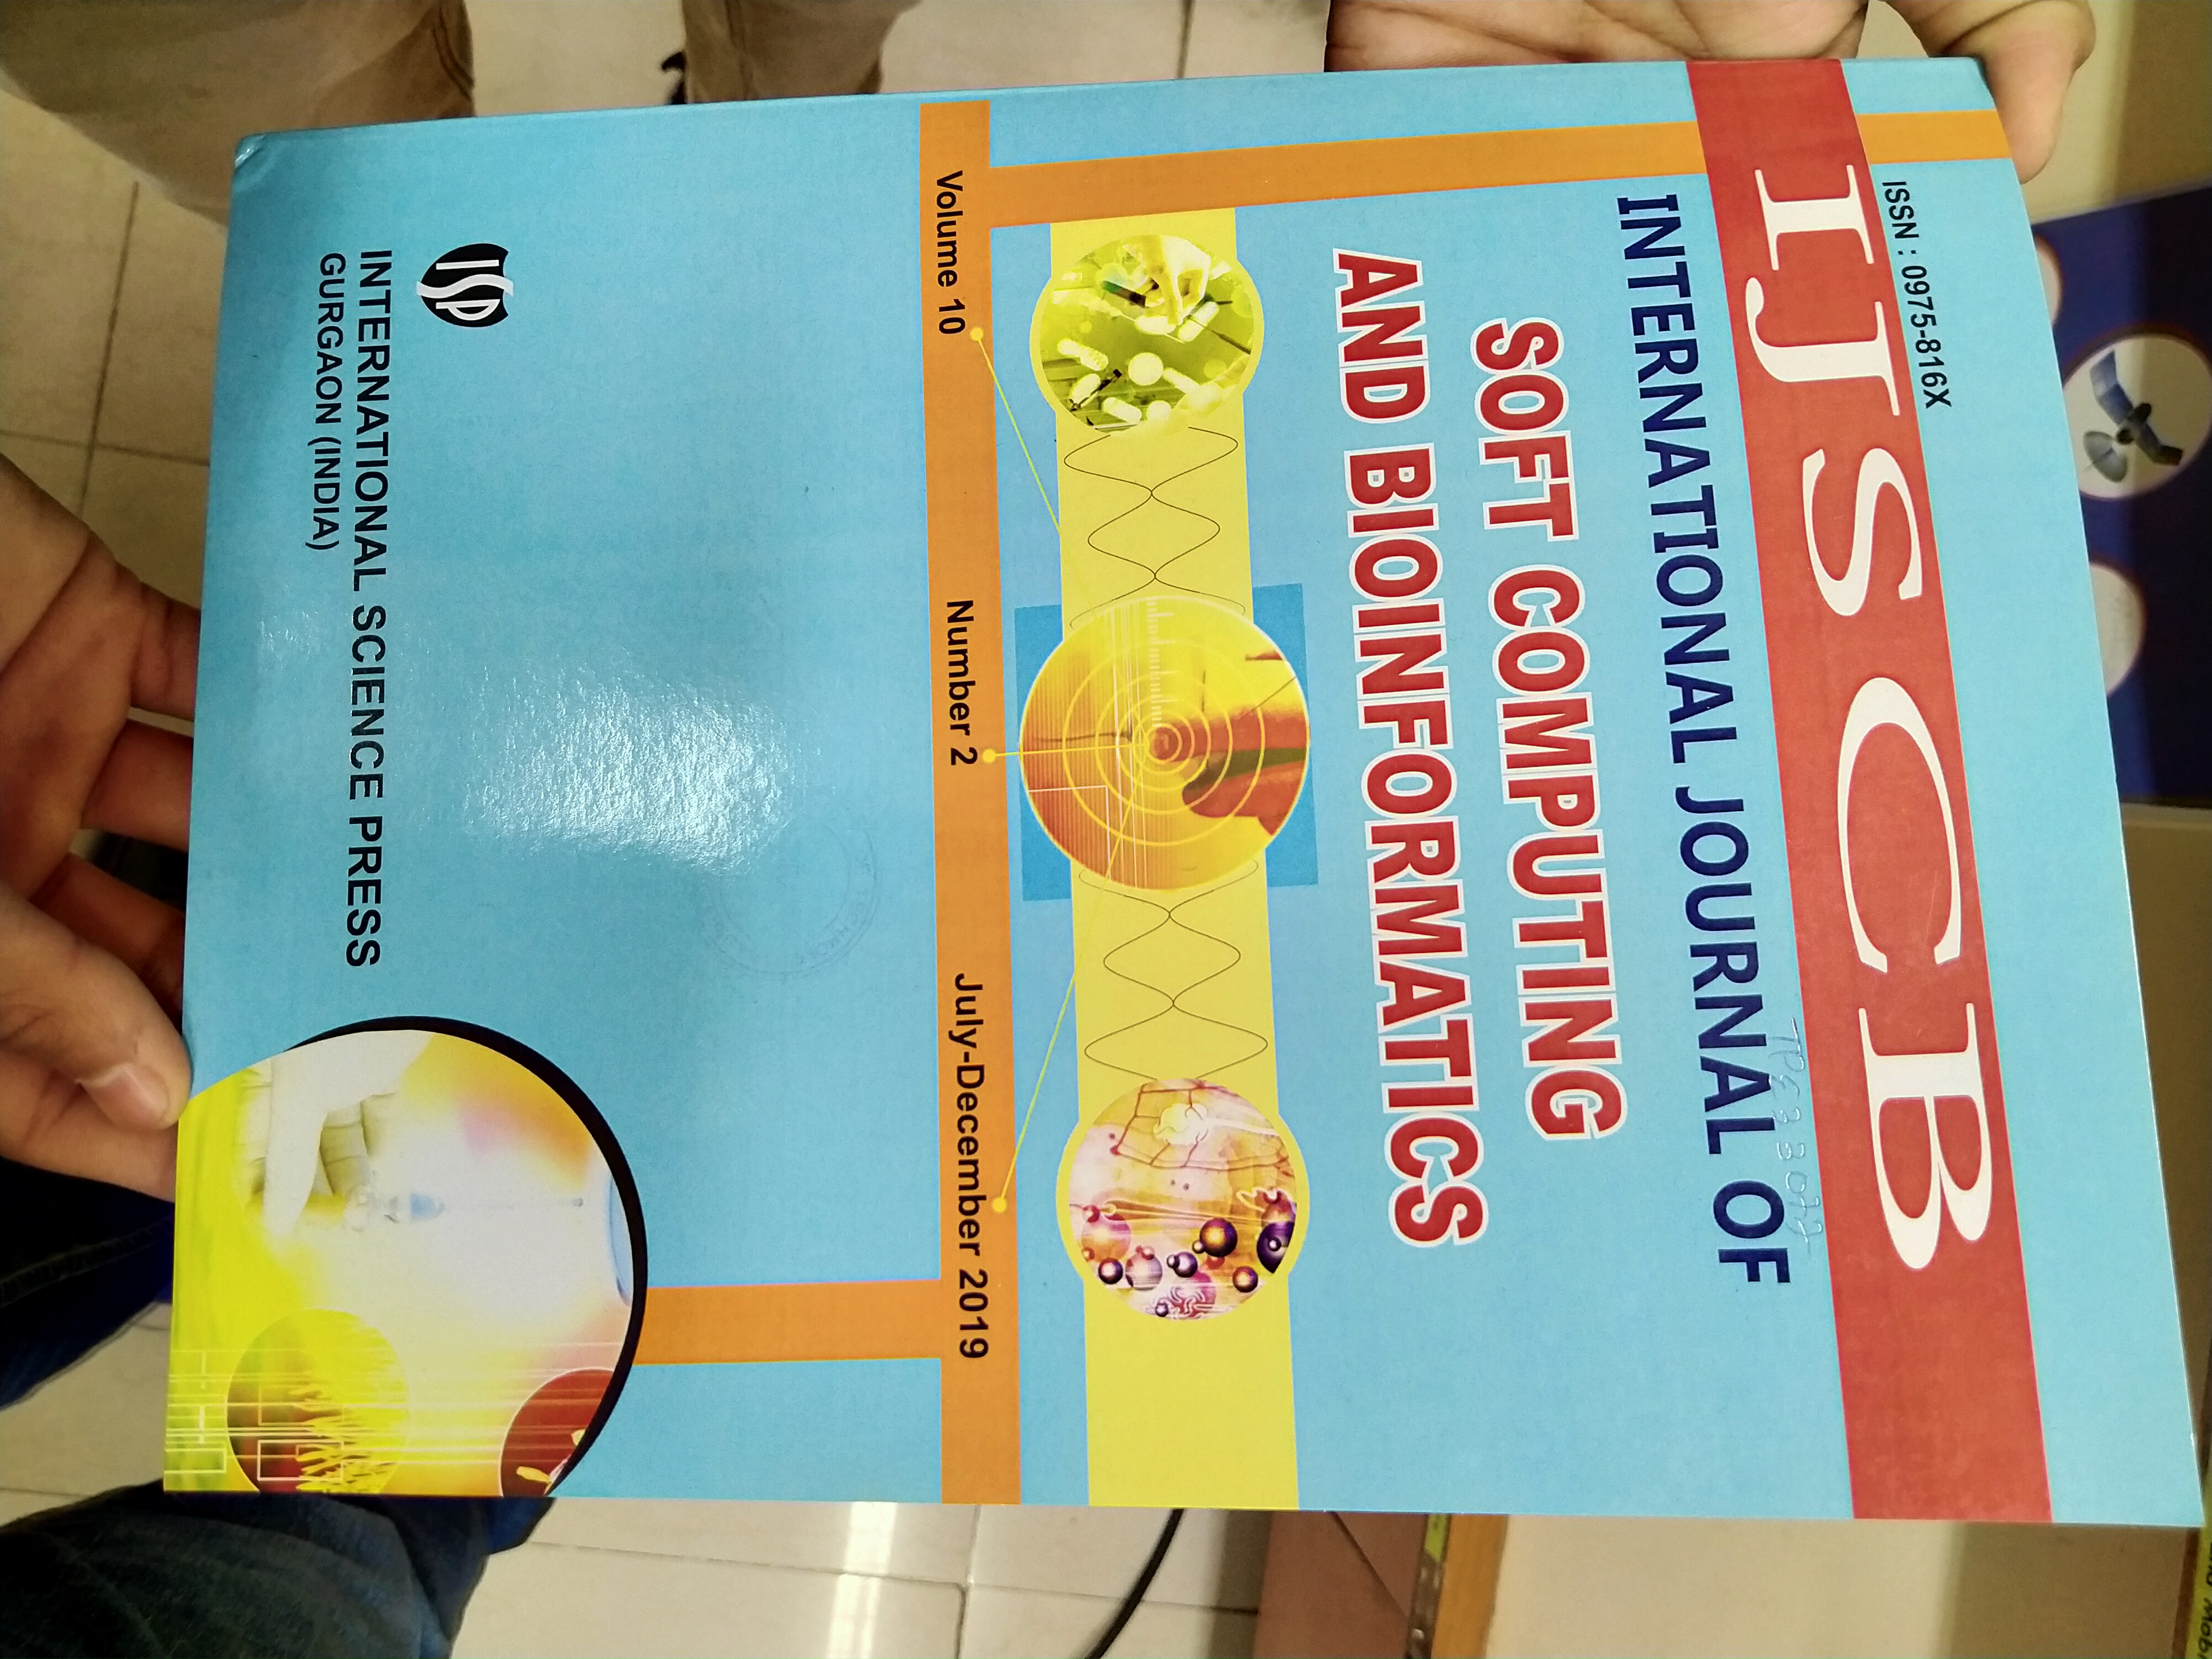 ISSN : 0975-816X
IJSCB
INTERNATIONAL JOURNAL OF
SOFT COMPUTING
AND BIOINFORMATICS
Volume 10
Number 2
July-December 2019
ISP
INTERNATIONAL SCIENCE PRESS
GURGAON (INDIA)